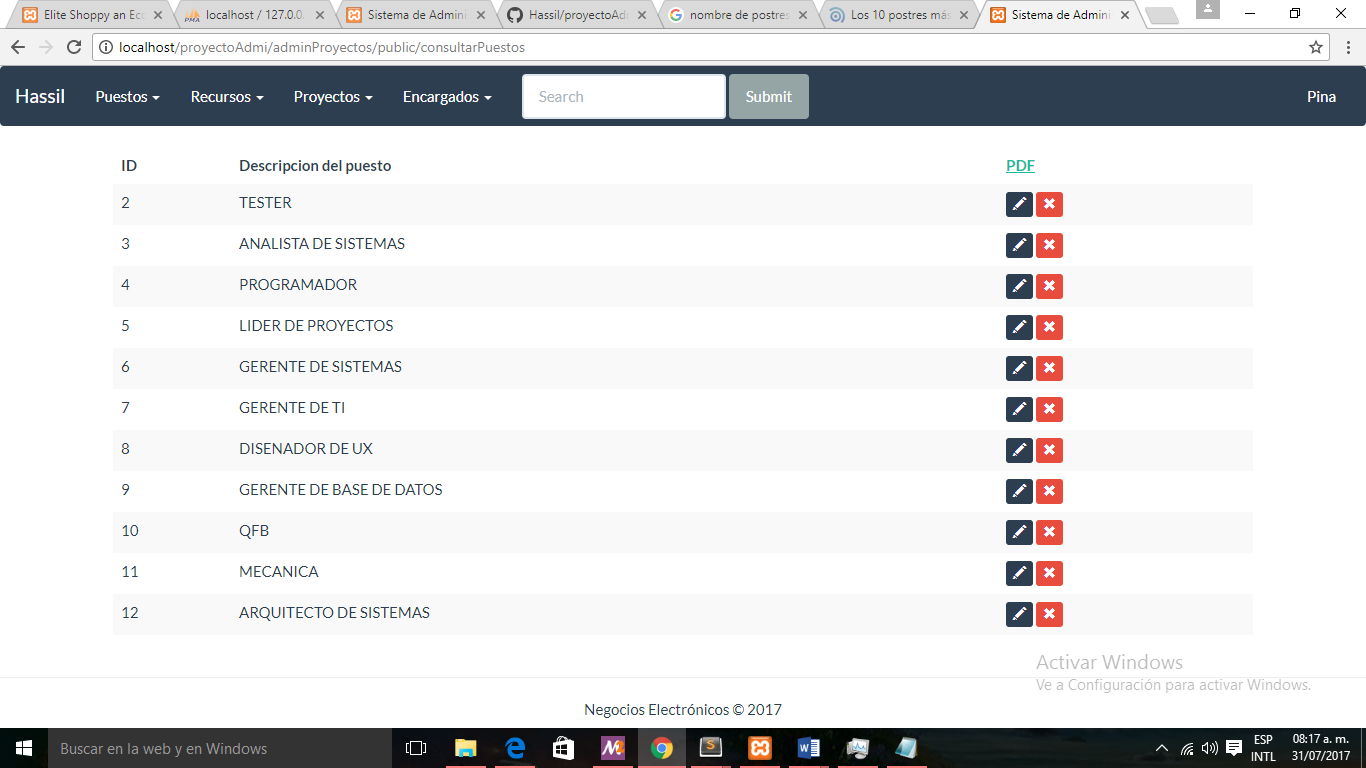 Elite Shoppy an Eco
localhost / 127.0.0.
Sistema de Admini
Hassil/proyectoAdm
nombre de postres
Los 10 postres más
Sistema de Admini
localhost/proyectoAdmi/adminProyectos/public/consultarPuestos
Hassil Puestos Recursos Proyectos Encargados Search Submit Pina
ID Descripcion del puesto PDF
2 TESTER
3 ANALISTA DE SISTEMAS
4 PROGRAMADOR
5 LIDER DE PROYECTOS
6 GERENTE DE SISTEMAS
7 GERENTE DE TI
8 DISENADOR DE UX
9 GERENTE DE BASE DE DATOS
10 QFB
11 MECANICA
12 ARQUITECTO DE SISTEMAS
Activar Windows
Ve a Configuración para activar Windows.
Negocios Electrónicos © 2017
Buscar en la web y en Windows
ESP
INTL
08:17 a. m.
31/07/2017